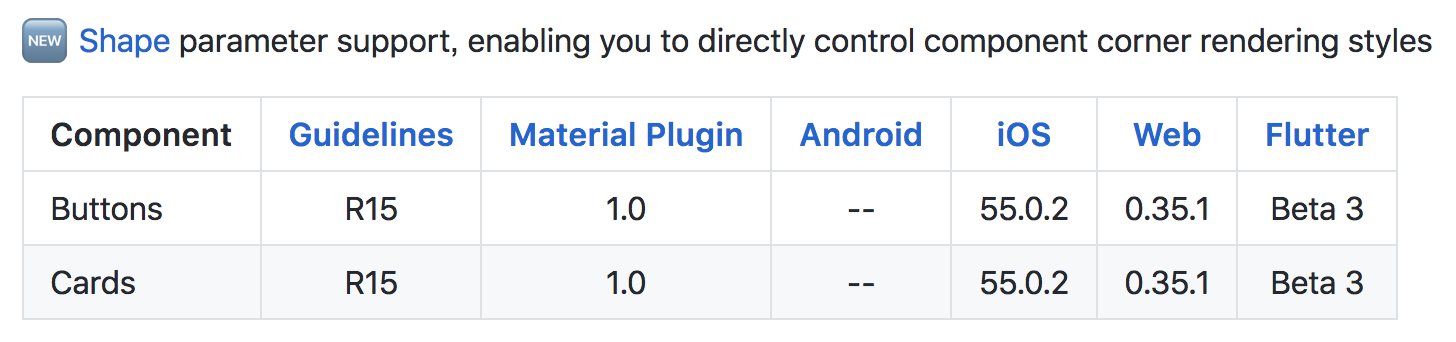 NEW Shape parameter support, enabling you to directly control component corner rendering styles
Component Guidelines Material Plugin Android iOS Web Flutter
Buttons R15 1.0 -- 55.0.2 0.35.1 Beta 3
Cards R15 1.0 -- 55.0.2 0.35.1 Beta 3